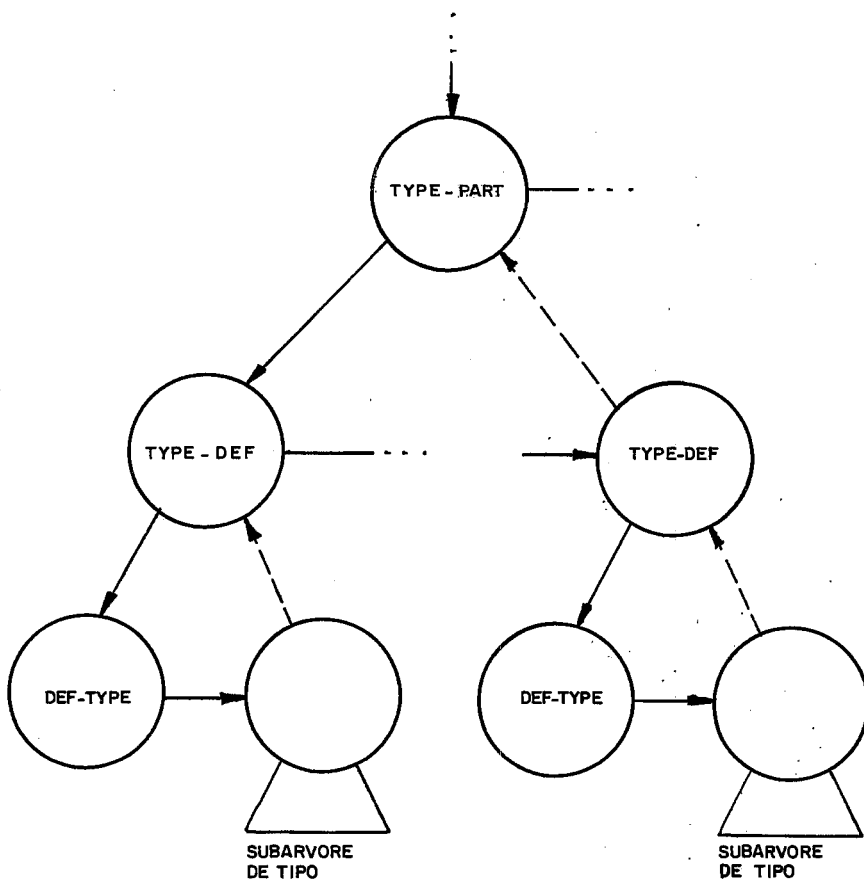 TYPE-PART
TYPE-DEF
TYPE-DEF
DEF-TYPE
DEF-TYPE
SUBARVORE
DE TIPO
SUBARVORE
DE TIPO